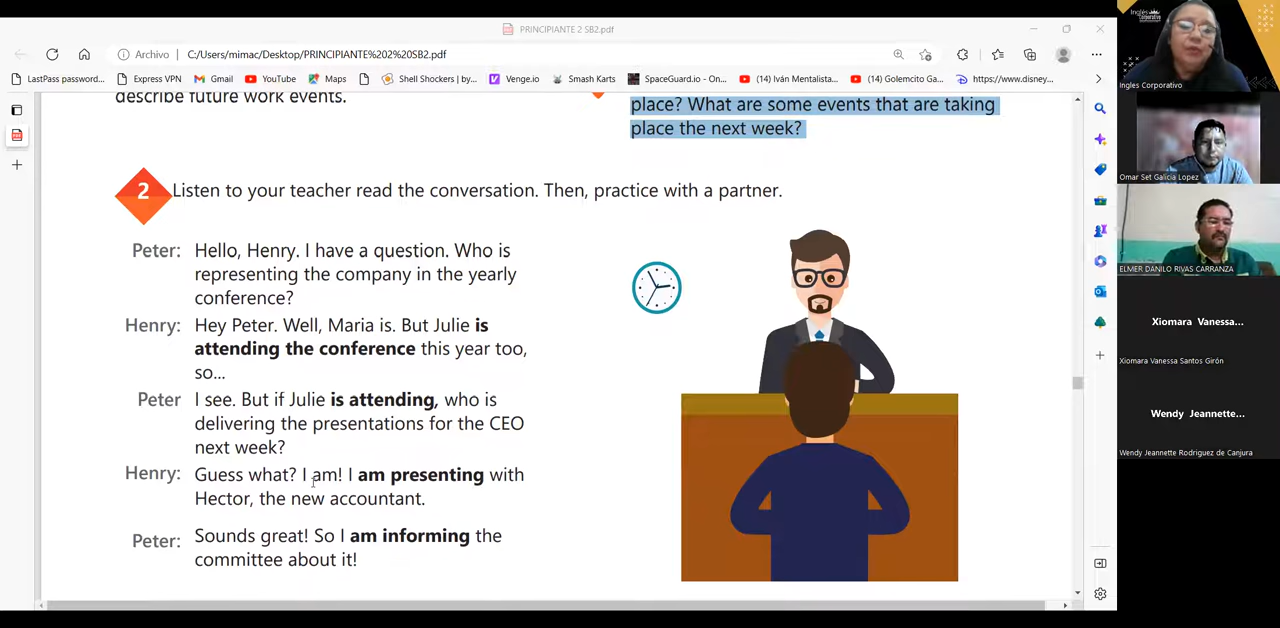 PRINCIPIANTE 2 SB2.pdf
Archivo
C:/Users/mimac/Desktop/PRINCIPIANTE%202%20SB2.pdf
LastPass password... Express VPN Gmail YouTube Maps Shell Shockers | by... Venge.io Smash Karts SpaceGuard.io - On... (14) Iván Mentalista... (14) Golemcito Ga... https://www.disney...
describe future work events.
place? What are some events that are taking
place the next week?
2 Listen to your teacher read the conversation. Then, practice with a partner.
Peter: Hello, Henry. I have a question. Who is
representing the company in the yearly
conference?
Henry: Hey Peter. Well, Maria is. But Julie is
attending the conference this year too,
so...
Peter I see. But if Julie is attending, who is
delivering the presentations for the CEO
next week?
Henry: Guess what? I am! I am presenting with
Hector, the new accountant.
Peter: Sounds great! So I am informing the
committee about it!
Inglés
Corporativo
Ingles Corporativo
Omar Set Galicia Lopez
ELMER DANILO RIVAS CARRANZA
Xiomara Vanessa...
Xiomara Vanessa Santos Girón
Wendy Jeannette...
Wendy Jeannette Rodriguez de Canjura